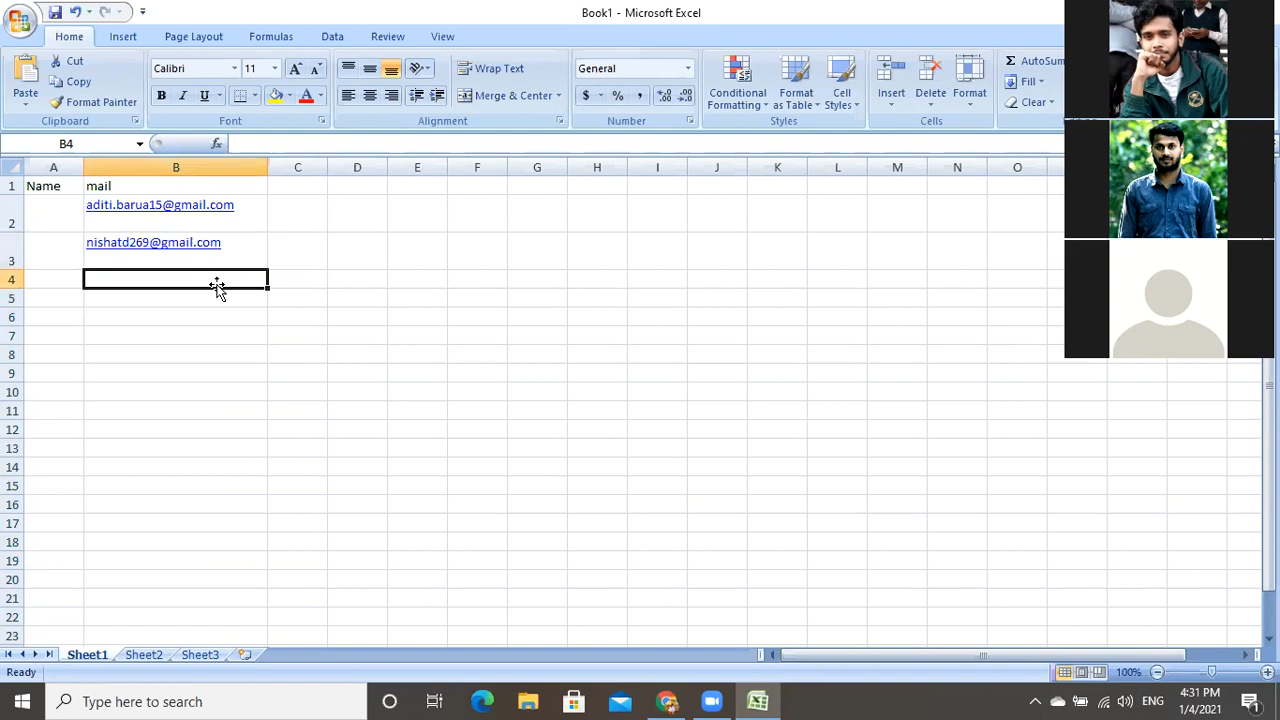 Book1 - Microsoft Excel
Home Insert Page Layout Formulas Data Review View
Paste
Cut
Copy
Format Painter
Clipboard
Calibri 11
B I U
Font
Wrap Text
Merge & Center
Alignment
General
$ % ,
Number
Conditional Formatting
Format as Table
Cell Styles
Styles
Insert Delete Format
Cells
Σ AutoSum
Fill
Clear
B4 fx
A B C D E F G H I J K L M N O
1 Name mail
2 aditi.barua15@gmail.com
3 nishatd269@gmail.com
4
5
6
7
8
9
10
11
12
13
14
15
16
17
18
19
20
21
22
23
Sheet1 Sheet2 Sheet3
Ready 100%
Type here to search
ENG
4:31 PM
1/4/2021
1